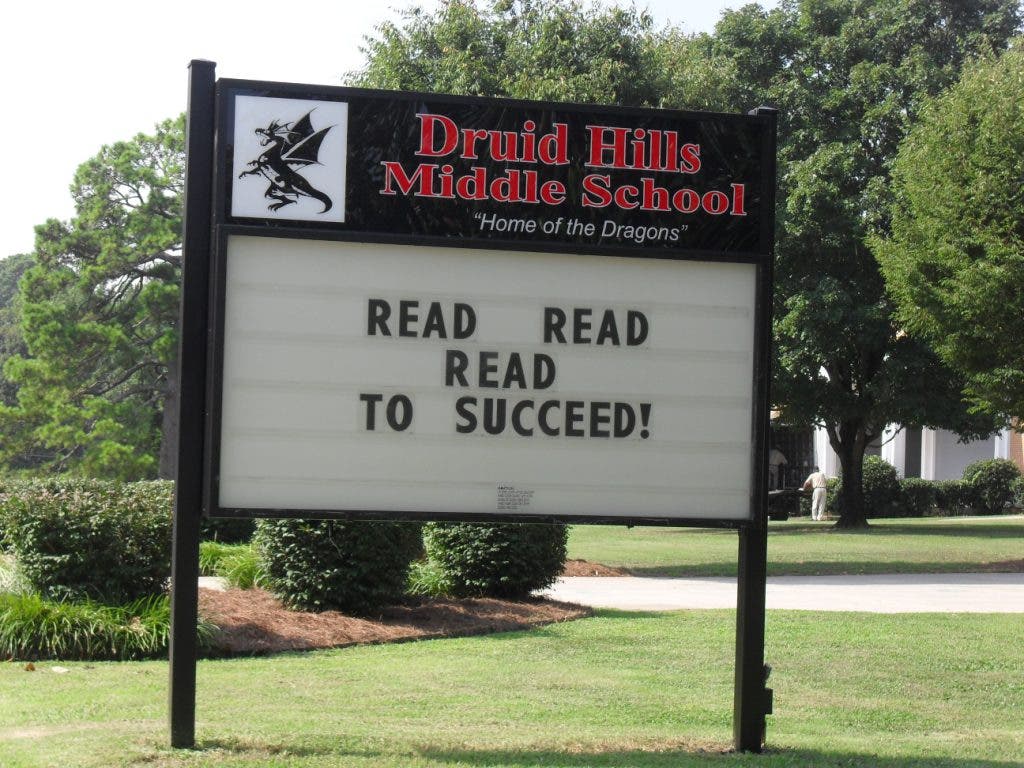 Druid Hills
Middle School
"Home of the Dragons"
READ READ
READ
TO SUCCEED!